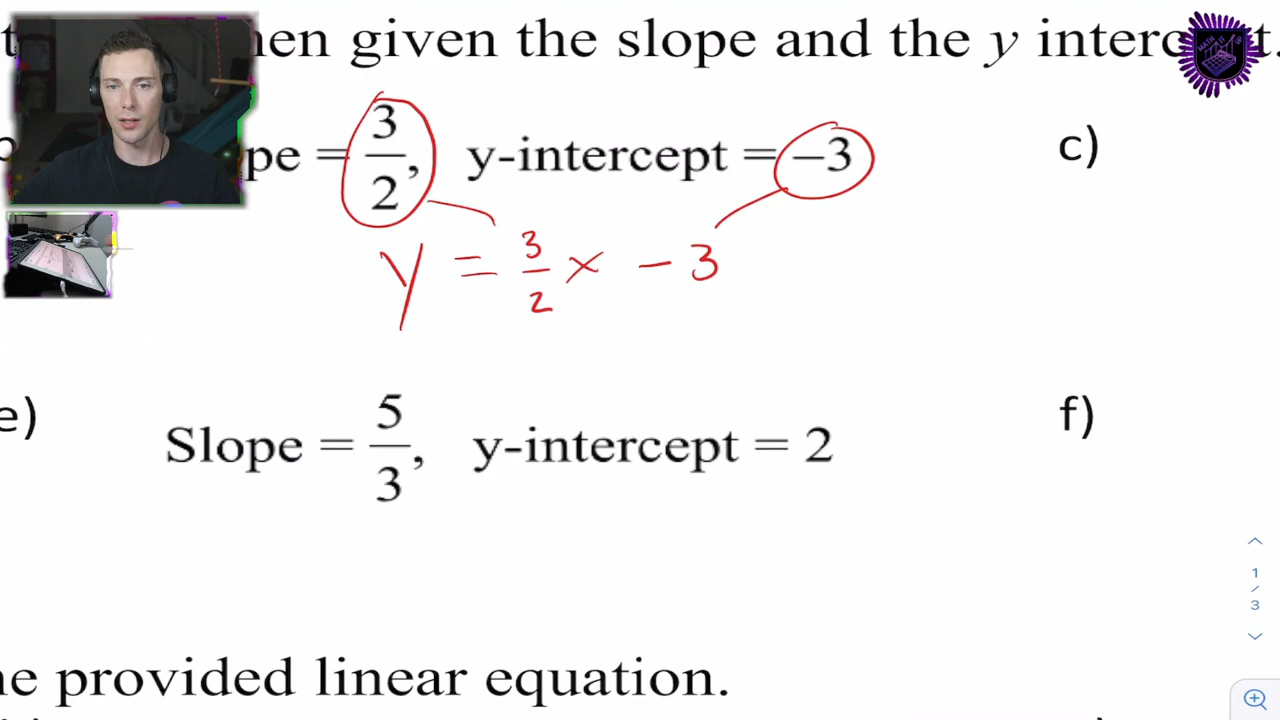 hen given the slope and the y interc t.
pe = 3/2, y-intercept = −3
c)
y = 3/2 x − 3
e)
Slope = 5/3, y-intercept = 2
f)
1
/
3
he provided linear equation.